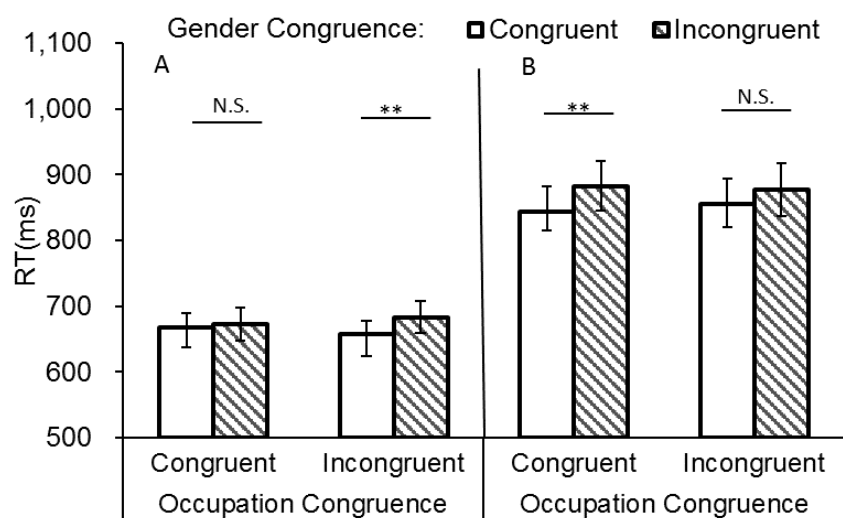 Gender Congruence: Congruent Incongruent
1,100
1,000
900
800
700
600
500
RT(ms)
A
N.S.
**
B
**
N.S.
Congruent Incongruent Congruent Incongruent
Occupation Congruence Occupation Congruence